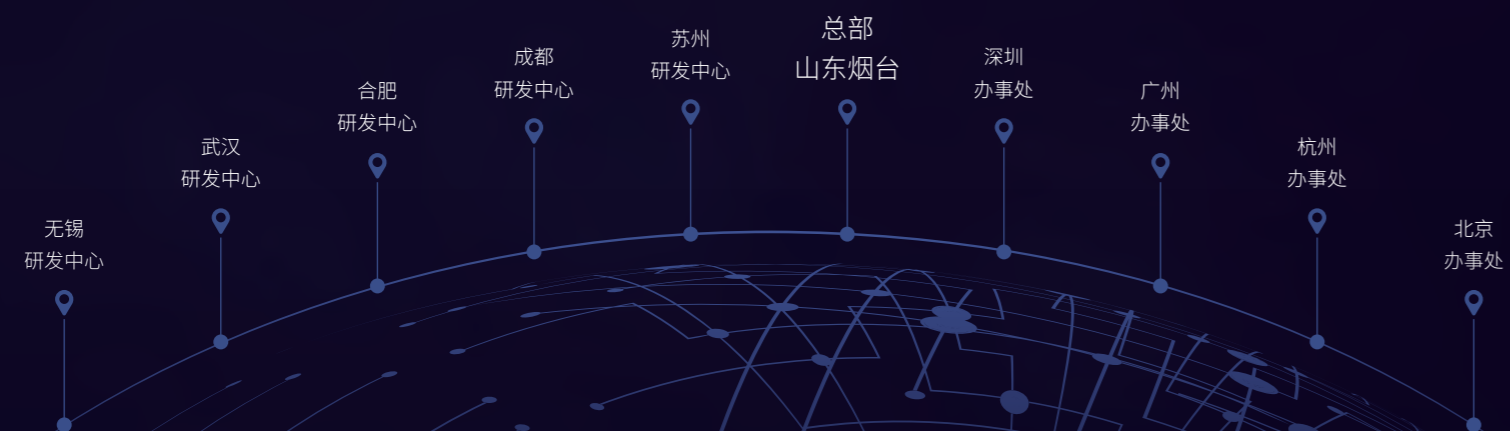 无锡
研发中心
武汉
研发中心
合肥
研发中心
成都
研发中心
苏州
研发中心
总部
山东烟台
深圳
办事处
广州
办事处
杭州
办事处
北京
办事处